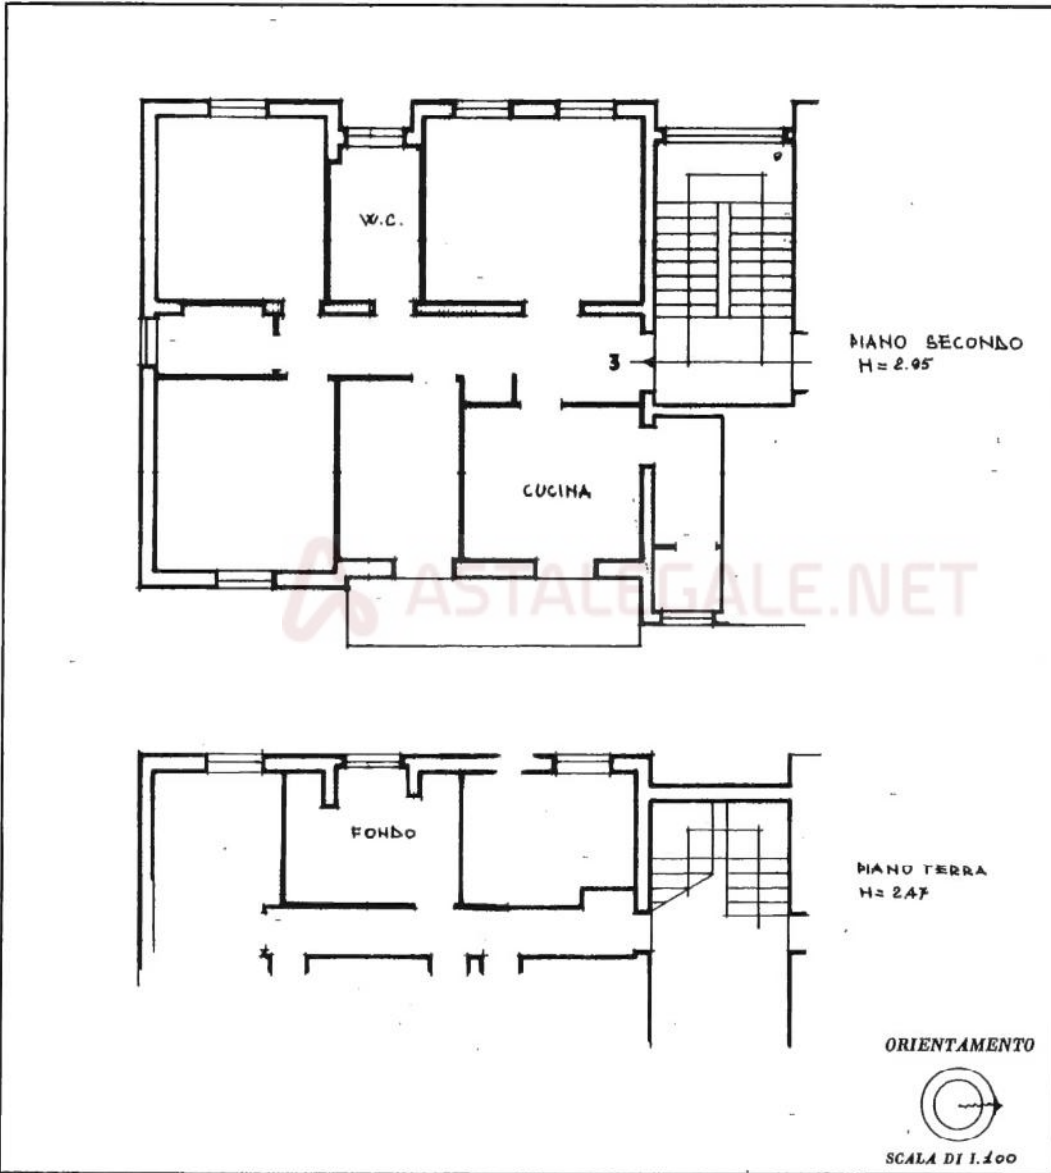 W.C.
PIANO SECONDO
H = 2.95
3
CUCINA
ASTALEGALE.NET
FONDO
PIANO TERRA
H = 2.47
ORIENTAMENTO
SCALA DI 1.100